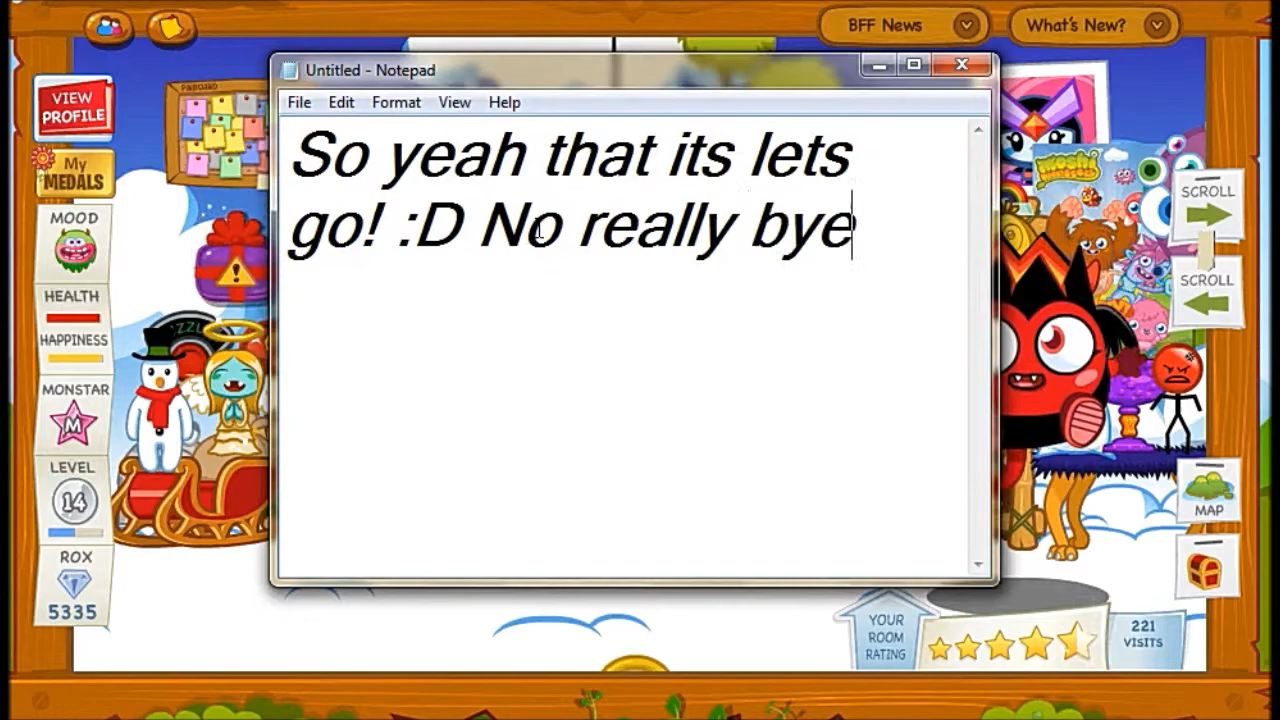 BFF News
What's New?
Untitled - Notepad
File Edit Format View Help
So yeah that its lets
go! :D No really bye
VIEW
PROFILE
My
MEDALS
MOOD
HEALTH
HAPPINESS
MONSTAR
M
LEVEL
14
ROX
5335
PINBOARD
moshi
SCROLL
SCROLL
MAP
YOUR
ROOM
RATING
221
VISITS